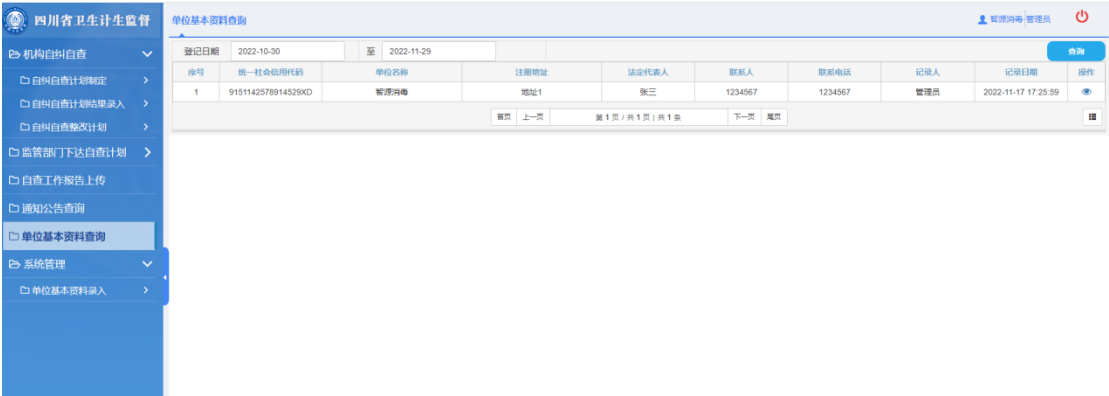 四川省卫生计生监督
单位基本资料查询
智源消毒 管理员
机构自纠自查
自纠自查计划制定
自纠自查计划结果录入
自纠自查整改计划
监管部门下达自查计划
自查工作报告上传
通知公告查询
单位基本资料查询
系统管理
单位基本资料录入
登记日期 2022-10-30 至 2022-11-29 查询
序号 统一社会信用代码 单位名称 注册地址 法定代表人 联系人 联系电话 记录人 记录日期 操作
1 9151142578914529XD 智源消毒 地址1 张三 1234567 1234567 管理员 2022-11-17 17:25:59
首页 上一页 第1页/共1页|共1条 下一页 尾页